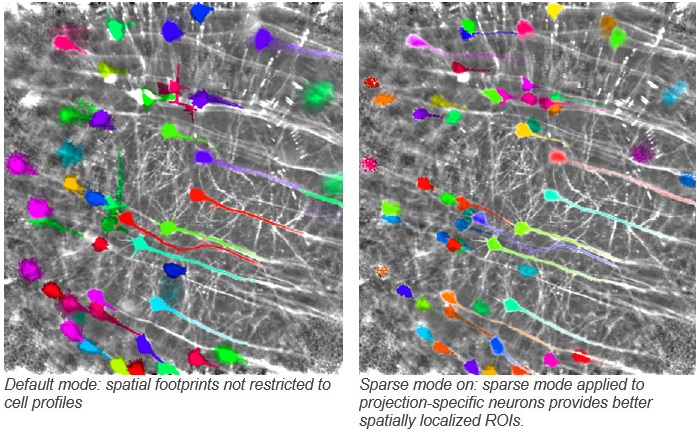 Default mode: spatial footprints not restricted to
cell profiles
Sparse mode on: sparse mode applied to
projection-specific neurons provides better
spatially localized ROIs.